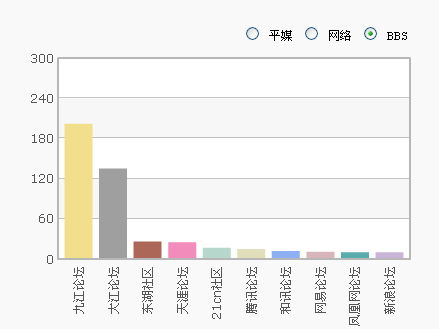 平媒 网络 BBS
300
240
180
120
60
0
九江论坛
大江论坛
东湖社区
天涯论坛
21cn社区
腾讯论坛
和讯论坛
网易论坛
凤凰网论坛
新浪论坛